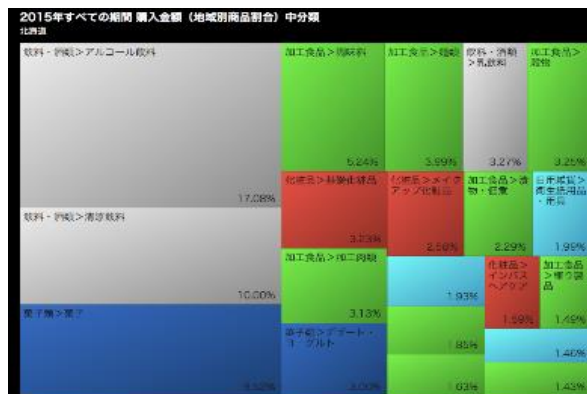 2015年すべての期間 購入金額（地域別商品割合）中分類
北海道
飲料・酒類>アルコール飲料
17.08%
飲料・酒類>清涼飲料
10.00%
菓子類>菓子
加工食品>調味料
5.24%
加工食品>麺類
3.99%
飲料・酒類
>乳飲料
3.27%
加工食品>
穀物
3.25%
化粧品>基礎化粧品
3.23%
化粧品>メイク
アップ化粧品
2.56%
加工食品>漬
物・佃煮
2.29%
日用雑貨>
衛生紙用品
・用具
1.99%
加工食品>加工肉類
3.13%
菓子類>デザート・
ヨーグルト
3.00%
1.93%
1.85%
1.63%
化粧品>
インバス
ヘアケア
1.59%
加工食品
>練り製
品
1.49%
1.46%
1.43%